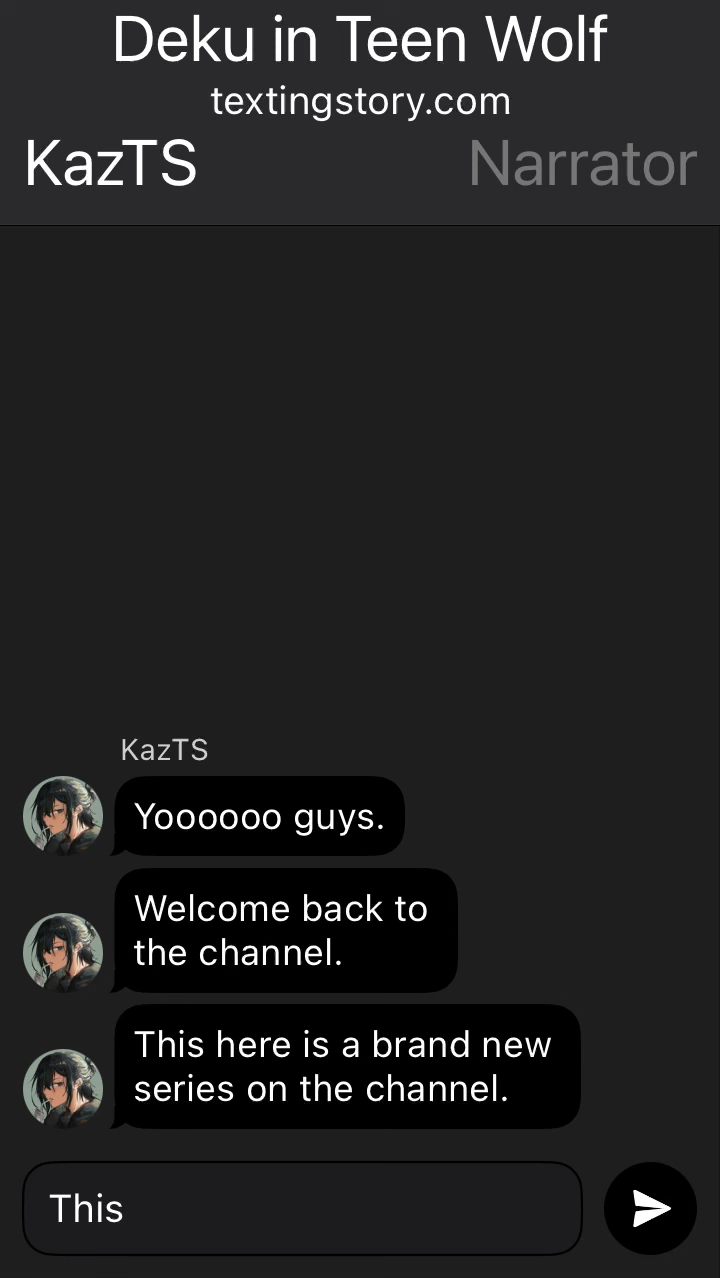 Deku in Teen Wolf
textingstory.com
KazTS Narrator
KazTS
Yoooooo guys.
Welcome back to
the channel.
This here is a brand new
series on the channel.
This